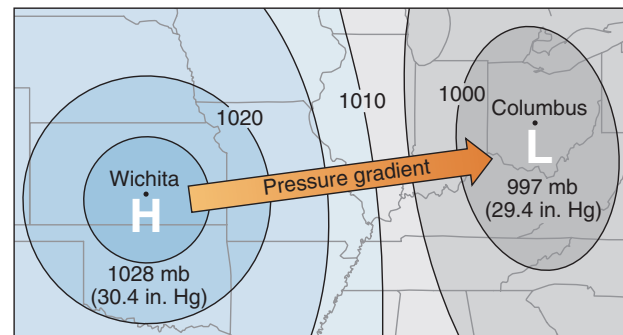 1020
1010
1000
Wichita
H
1028 mb
(30.4 in. Hg)
Pressure gradient
Columbus
L
997 mb
(29.4 in. Hg)